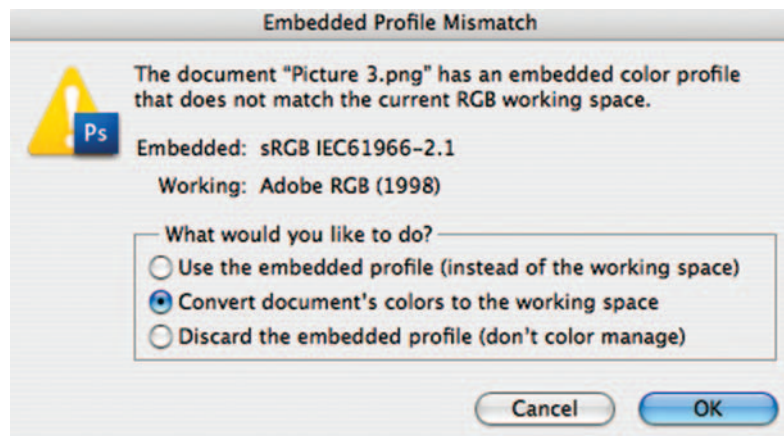 Embedded Profile Mismatch
The document “Picture 3.png” has an embedded color profile
that does not match the current RGB working space.
Ps
Embedded: sRGB IEC61966-2.1
Working: Adobe RGB (1998)
What would you like to do?
Use the embedded profile (instead of the working space)
Convert document's colors to the working space
Discard the embedded profile (don't color manage)
Cancel
OK